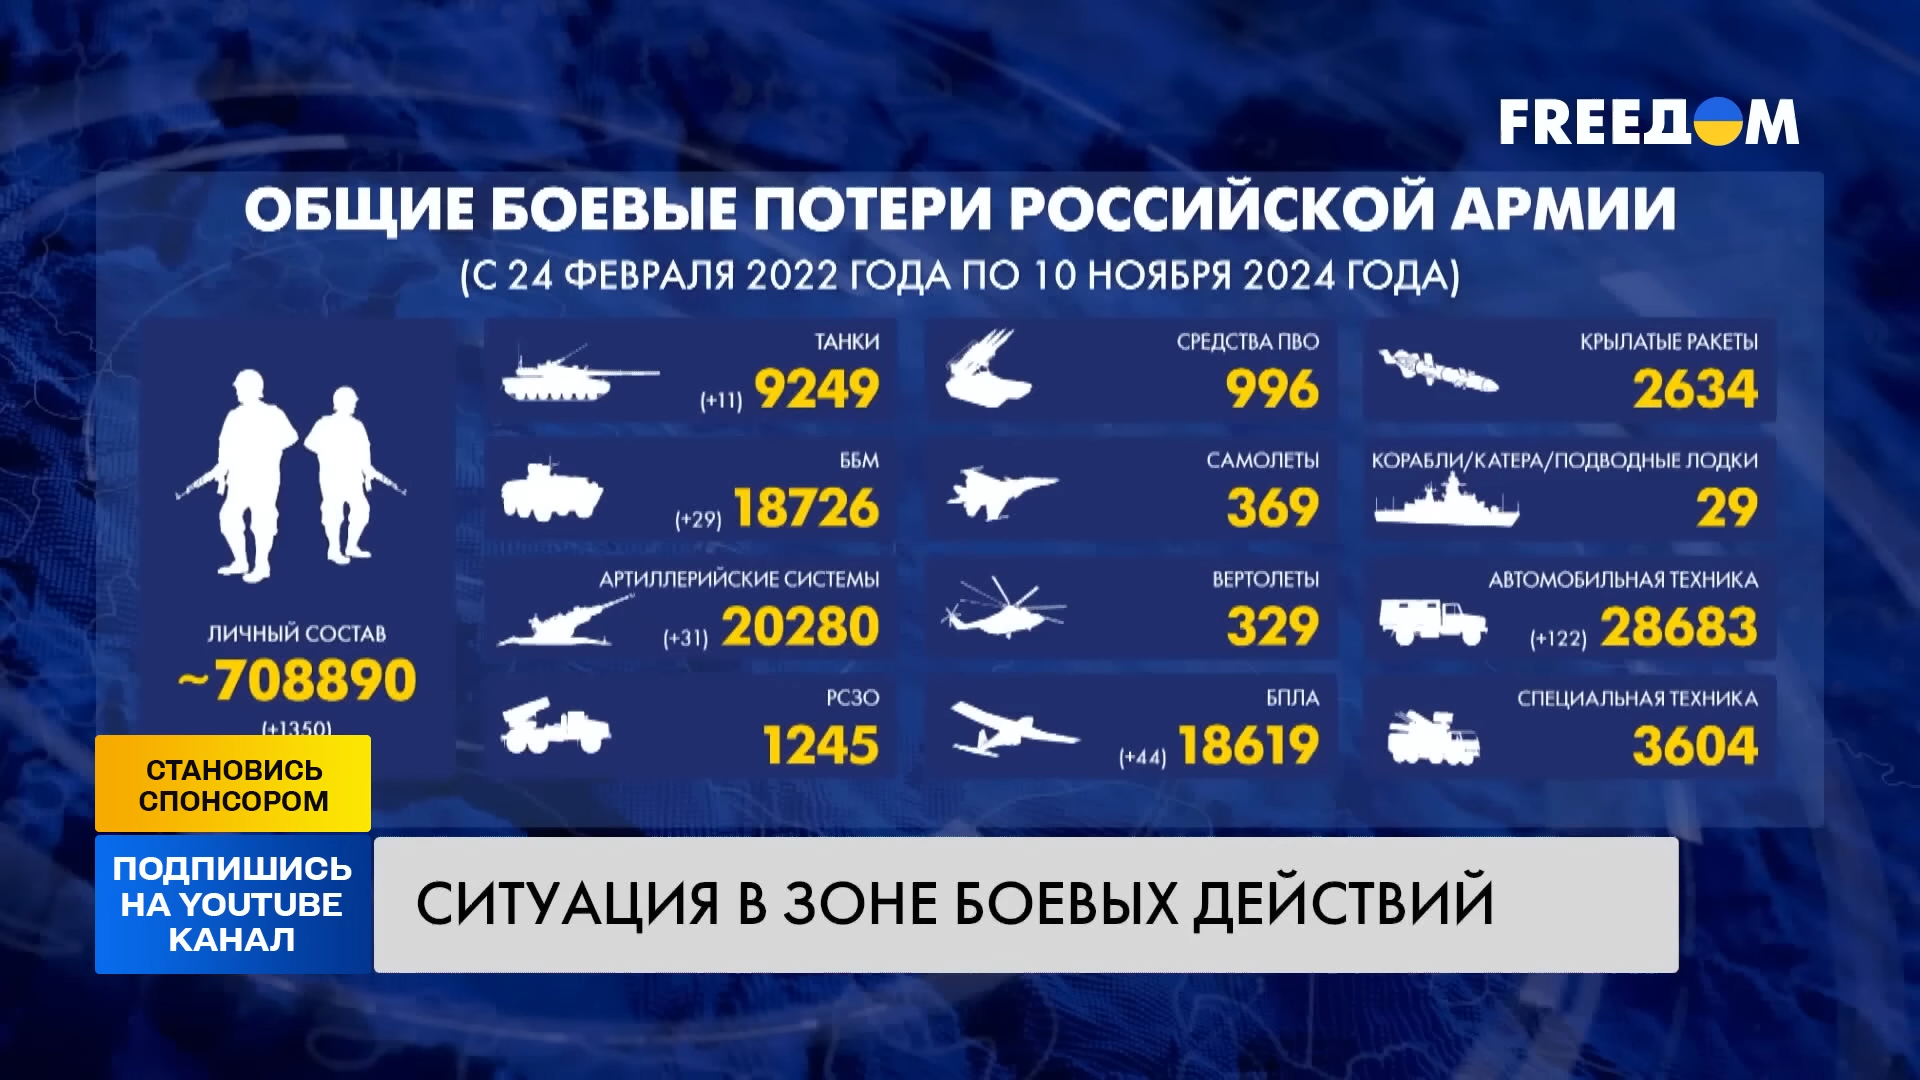 FREEДOM
ОБЩИЕ БОЕВЫЕ ПОТЕРИ РОССИЙСКОЙ АРМИИ
(С 24 ФЕВРАЛЯ 2022 ГОДА ПО 10 НОЯБРЯ 2024 ГОДА)
ЛИЧНЫЙ СОСТАВ
~708890
(+1350)
ТАНКИ
(+11) 9249
ББМ
(+29) 18726
АРТИЛЛЕРИЙСКИЕ СИСТЕМЫ
(+31) 20280
РСЗО
1245
СРЕДСТВА ПВО
996
САМОЛЕТЫ
369
ВЕРТОЛЕТЫ
329
БПЛА
(+44) 18619
КРЫЛАТЫЕ РАКЕТЫ
2634
КОРАБЛИ/КАТЕРА/ПОДВОДНЫЕ ЛОДКИ
29
АВТОМОБИЛЬНАЯ ТЕХНИКА
(+122) 28683
СПЕЦИАЛЬНАЯ ТЕХНИКА
3604
СТАНОВИСЬ
СПОНСОРОМ
ПОДПИШИСЬ
НА YOUTUBE
КАНАЛ
СИТУАЦИЯ В ЗОНЕ БОЕВЫХ ДЕЙСТВИЙ